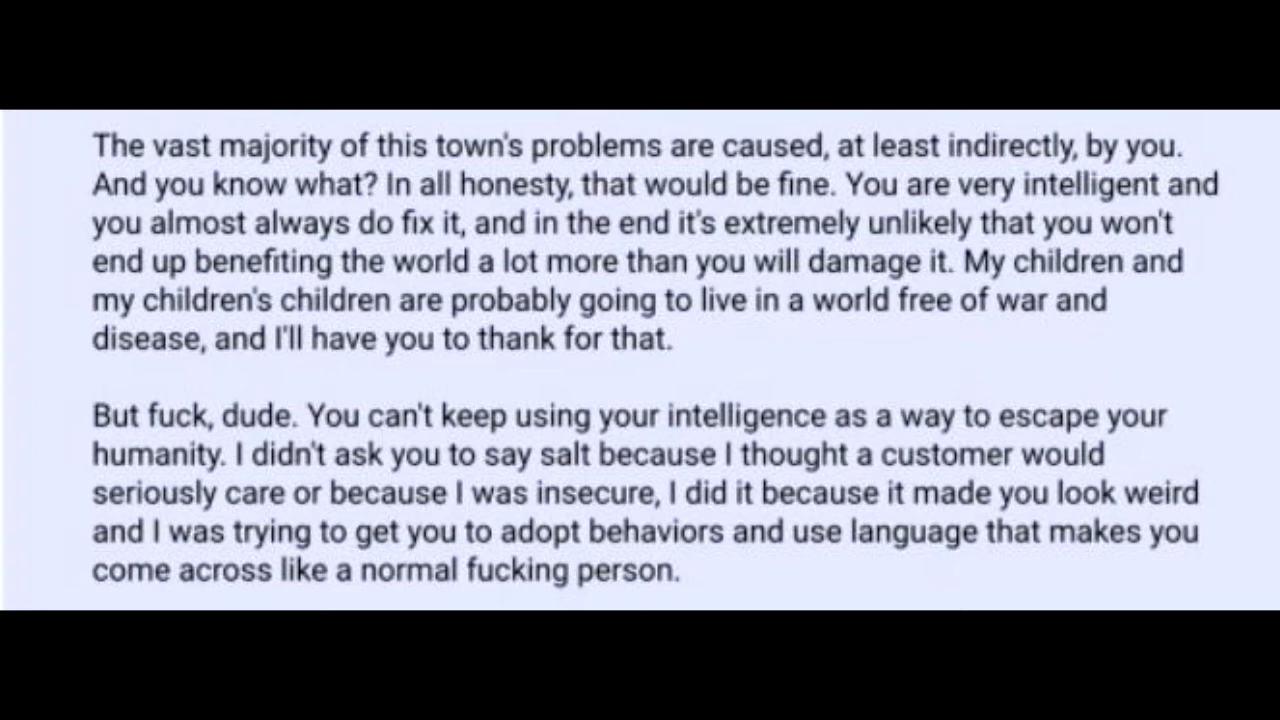 The vast majority of this town's problems are caused, at least indirectly, by you.
And you know what? In all honesty, that would be fine. You are very intelligent and
you almost always do fix it, and in the end it's extremely unlikely that you won't
end up benefiting the world a lot more than you will damage it. My children and
my children's children are probably going to live in a world free of war and
disease, and I'll have you to thank for that.
But fuck, dude. You can't keep using your intelligence as a way to escape your
humanity. I didn't ask you to say salt because I thought a customer would
seriously care or because I was insecure, I did it because it made you look weird
and I was trying to get you to adopt behaviors and use language that makes you
come across like a normal fucking person.